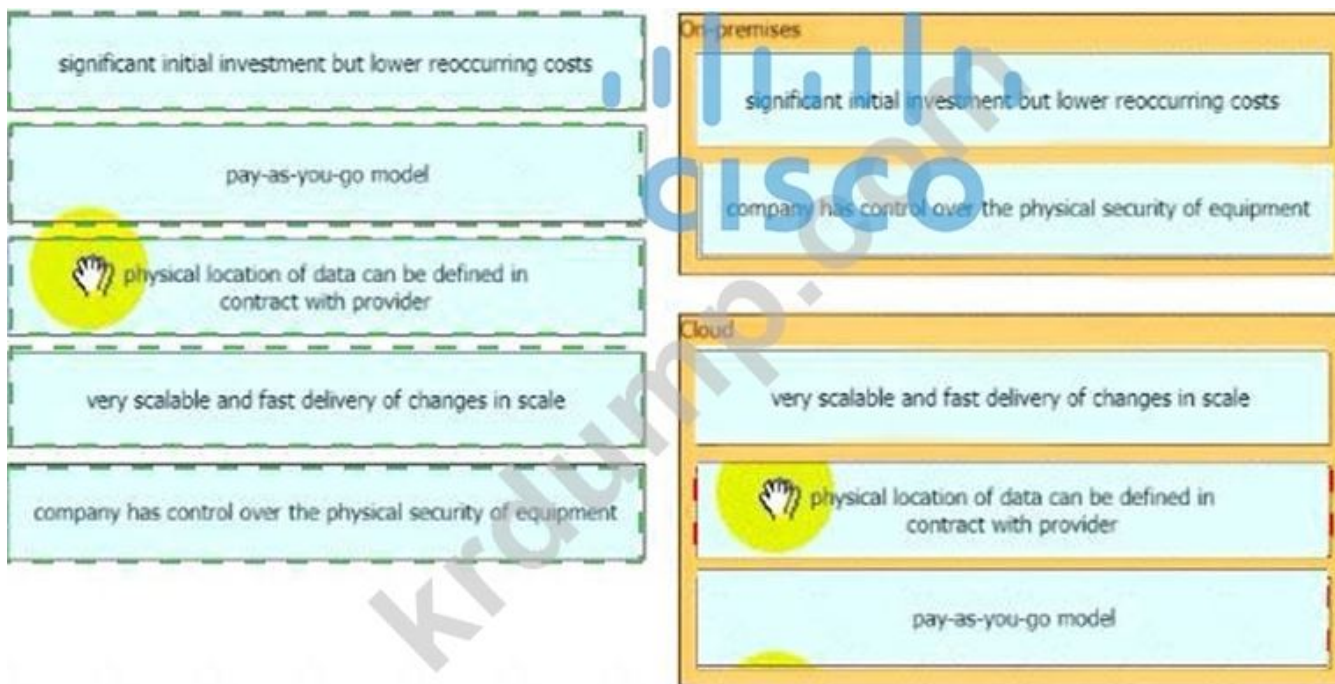 significant initial investment but lower reoccurring costs
pay-as-you-go model
physical location of data can be defined in
contract with provider
very scalable and fast delivery of changes in scale
company has control over the physical security of equipment
On-premises
significant initial investment but lower reoccurring costs
company has control over the physical security of equipment
Cloud
very scalable and fast delivery of changes in scale
physical location of data can be defined in
contract with provider
pay-as-you-go model
CISCO
krdump.com